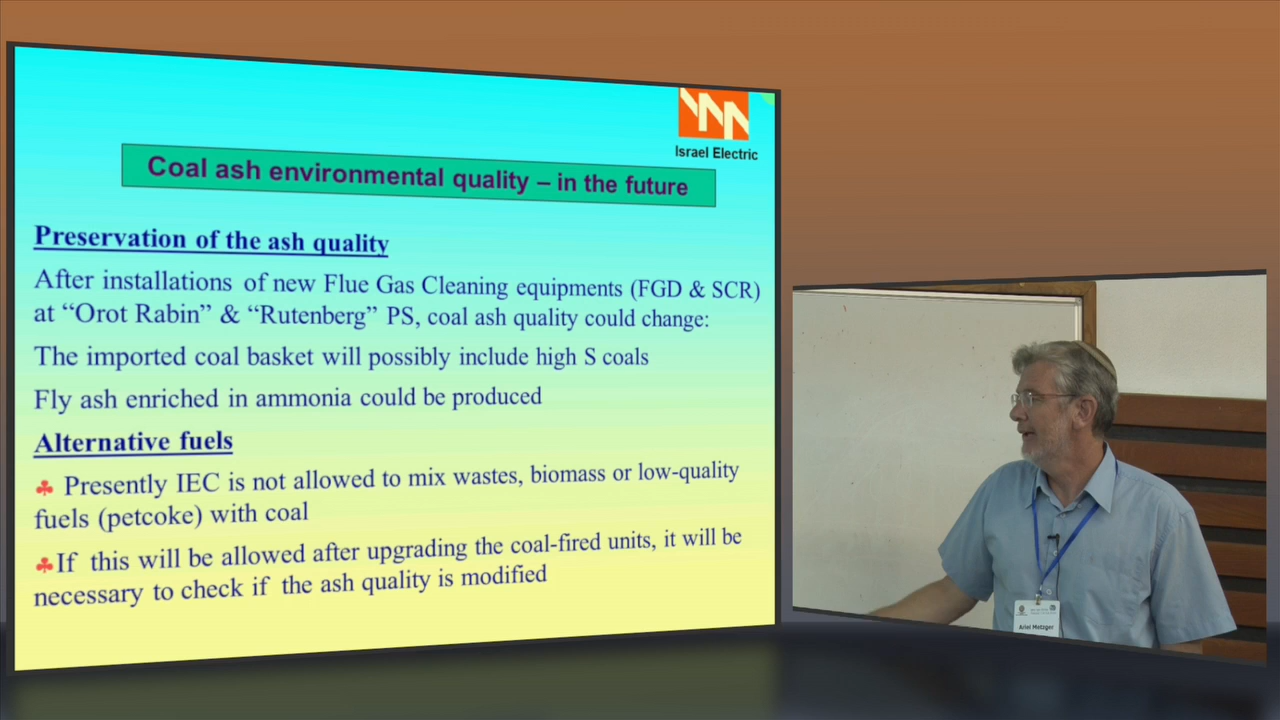 Israel Electric
Coal ash environmental quality – in the future
Preservation of the ash quality
After installations of new Flue Gas Cleaning equipments (FGD & SCR)
at “Orot Rabin” & “Rutenberg” PS, coal ash quality could change:
The imported coal basket will possibly include high S coals
Fly ash enriched in ammonia could be produced
Alternative fuels
Presently IEC is not allowed to mix wastes, biomass or low-quality
fuels (petcoke) with coal
If this will be allowed after upgrading the coal-fired units, it will be
necessary to check if the ash quality is modified
Ariel Metzger